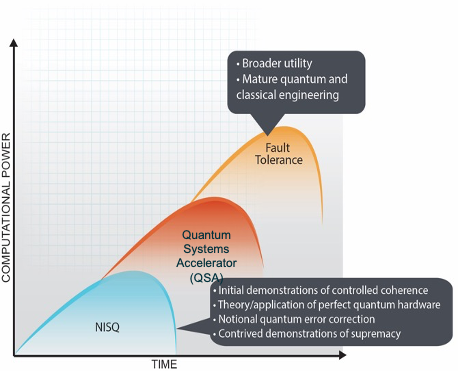 • Broader utility
• Mature quantum and
classical engineering
Fault
Tolerance
COMPUTATIONAL POWER
Quantum
Systems
Accelerator
(QSA)
• Initial demonstrations of controlled coherence
• Theory/application of perfect quantum hardware
• Notional quantum error correction
• Contrived demonstrations of supremacy
NISQ
TIME